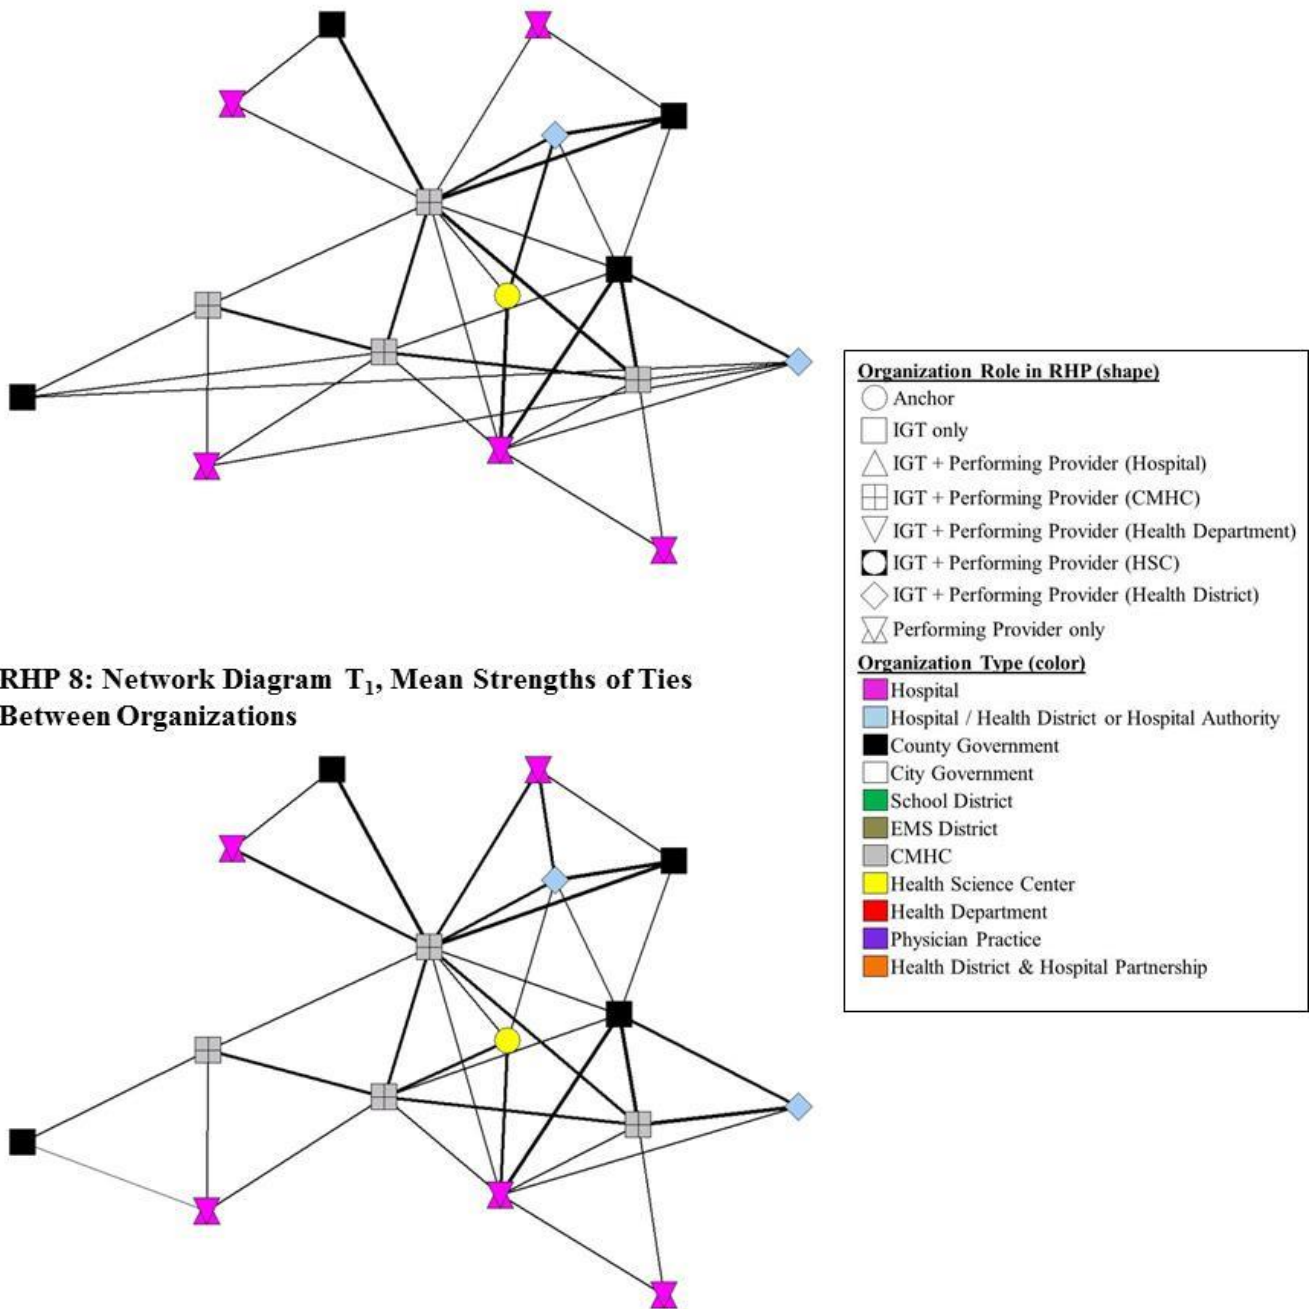 Organization Role in RHP (shape)
Anchor
IGT only
IGT + Performing Provider (Hospital)
IGT + Performing Provider (CMHC)
IGT + Performing Provider (Health Department)
IGT + Performing Provider (HSC)
IGT + Performing Provider (Health District)
Performing Provider only
Organization Type (color)
Hospital
Hospital / Health District or Hospital Authority
County Government
City Government
School District
EMS District
CMHC
Health Science Center
Health Department
Physician Practice
Health District & Hospital Partnership
RHP 8: Network Diagram T₁, Mean Strengths of Ties
Between Organizations